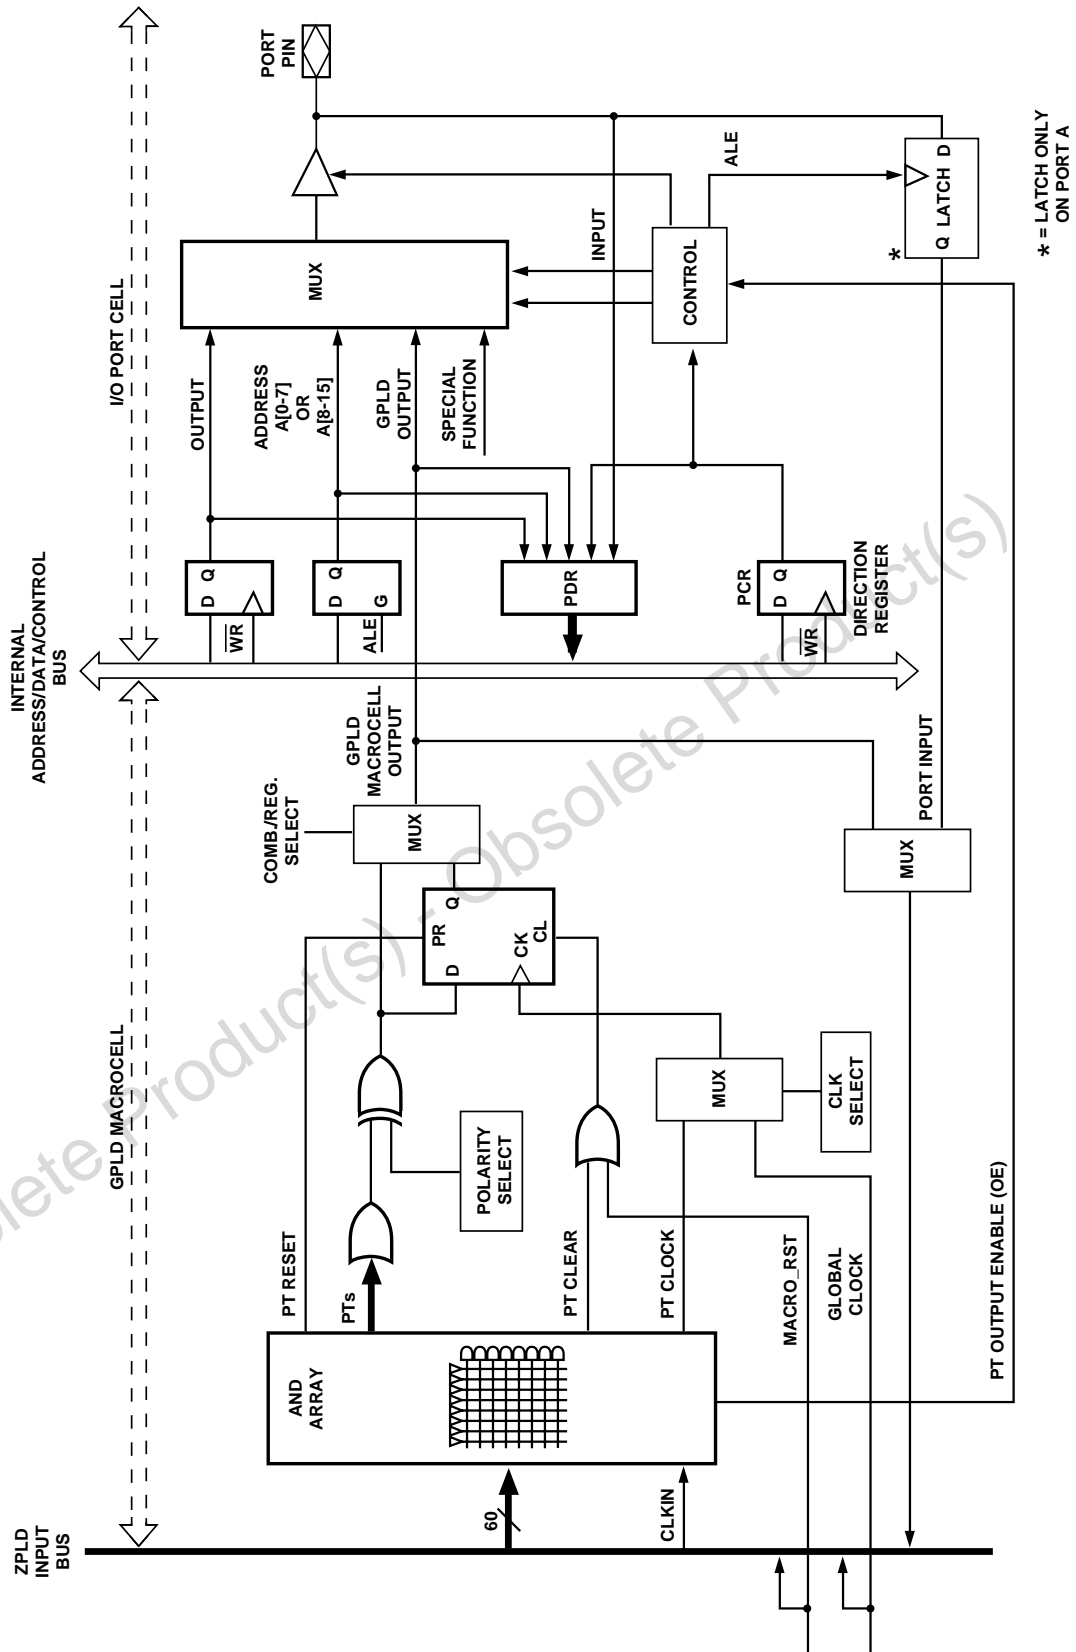 ZPLD
INPUT
BUS
INTERNAL
ADDRESS/DATA/CONTROL
BUS
GPLD MACROCELL
I/O PORT CELL
60
CLKIN
AND
ARRAY
PT RESET
PTs
PT CLEAR
PT CLOCK
MACRO_RST
GLOBAL
CLOCK
PT OUTPUT ENABLE (OE)
POLARITY
SELECT
MUX
CLK
SELECT
D
PR
Q
CK
CL
COMB./REG.
SELECT
MUX
GPLD
MACROCELL
OUTPUT
MUX
PORT INPUT
WR
D Q
ALE
D Q
G
PDR
WR
D Q
PCR
DIRECTION
REGISTER
OUTPUT
ADDRESS
A[0-7]
OR
A[8-15]
GPLD
OUTPUT
SPECIAL
FUNCTION
MUX
INPUT
CONTROL
ALE
Q LATCH D
*
PORT
PIN
* = LATCH ONLY
ON PORT A
lete Product(s) - Obsolete Product(s)